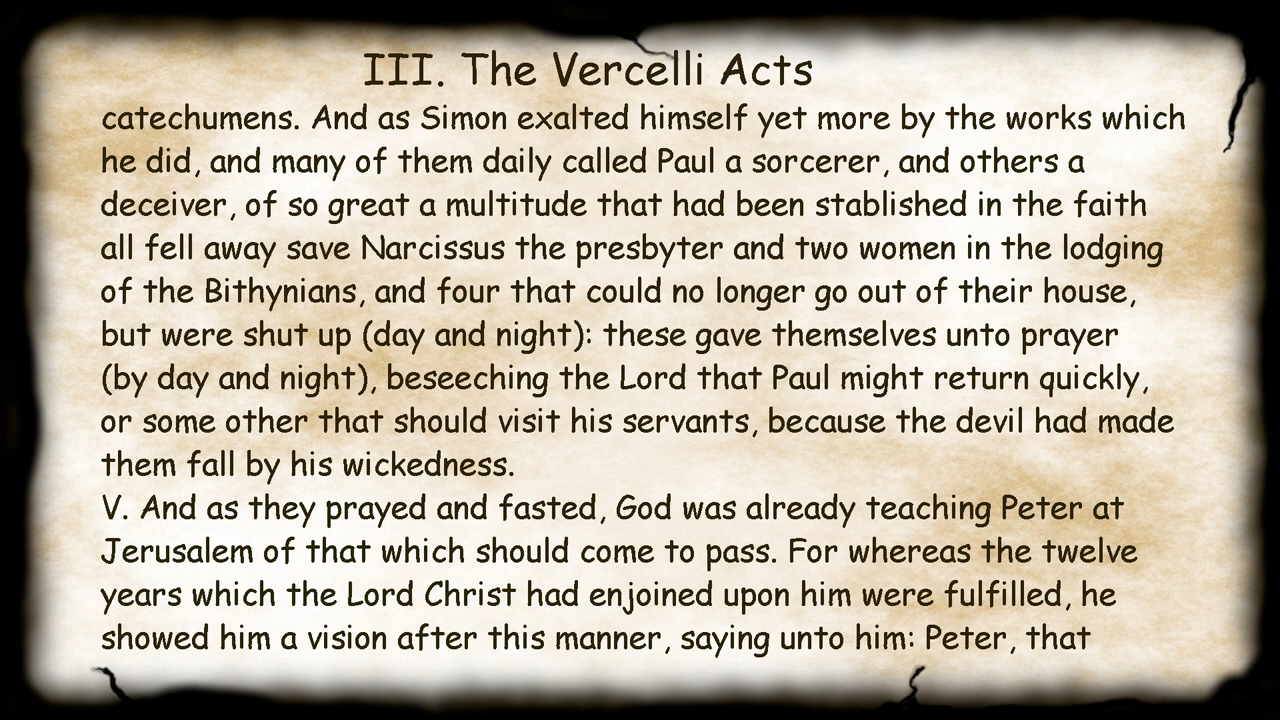 III. The Vercelli Acts
catechumens. And as Simon exalted himself yet more by the works which
he did, and many of them daily called Paul a sorcerer, and others a
deceiver, of so great a multitude that had been stablished in the faith
all fell away save Narcissus the presbyter and two women in the lodging
of the Bithynians, and four that could no longer go out of their house,
but were shut up (day and night): these gave themselves unto prayer
(by day and night), beseeching the Lord that Paul might return quickly,
or some other that should visit his servants, because the devil had made
them fall by his wickedness.
V. And as they prayed and fasted, God was already teaching Peter at
Jerusalem of that which should come to pass. For whereas the twelve
years which the Lord Christ had enjoined upon him were fulfilled, he
showed him a vision after this manner, saying unto him: Peter, that